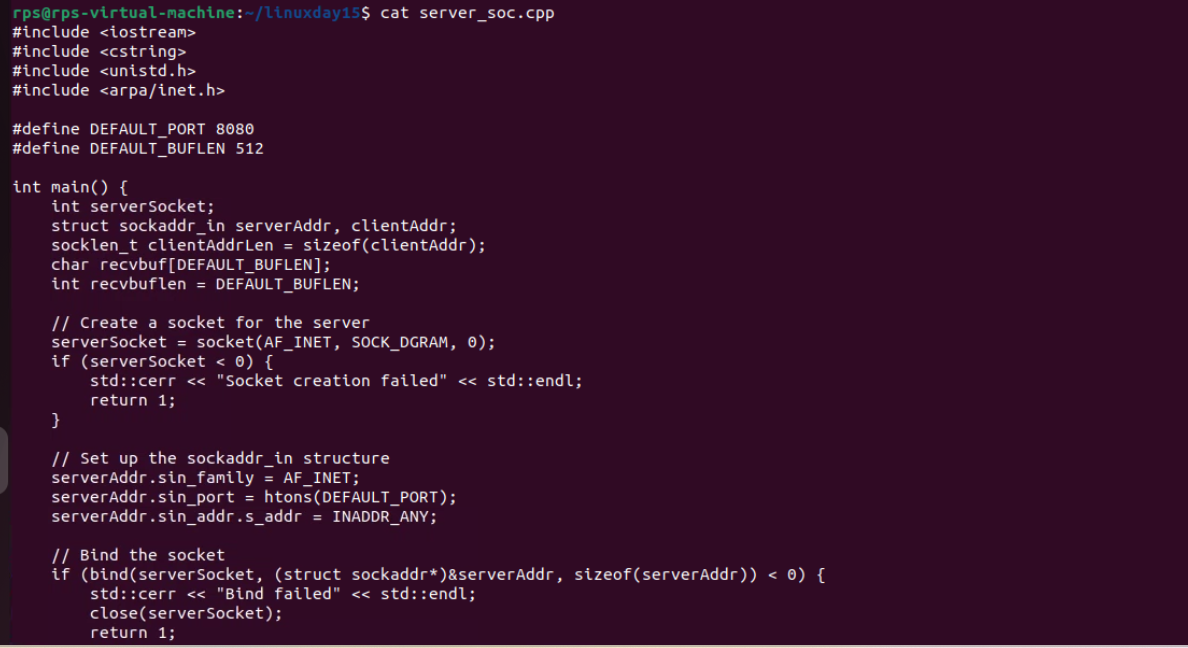 rps@rps-virtual-machine:~/linuxday15$ cat server_soc.cpp
#include <iostream>
#include <cstring>
#include <unistd.h>
#include <arpa/inet.h>

#define DEFAULT_PORT 8080
#define DEFAULT_BUFLEN 512

int main() {
    int serverSocket;
    struct sockaddr_in serverAddr, clientAddr;
    socklen_t clientAddrLen = sizeof(clientAddr);
    char recvbuf[DEFAULT_BUFLEN];
    int recvbuflen = DEFAULT_BUFLEN;

    // Create a socket for the server
    serverSocket = socket(AF_INET, SOCK_DGRAM, 0);
    if (serverSocket < 0) {
        std::cerr << "Socket creation failed" << std::endl;
        return 1;
    }

    // Set up the sockaddr_in structure
    serverAddr.sin_family = AF_INET;
    serverAddr.sin_port = htons(DEFAULT_PORT);
    serverAddr.sin_addr.s_addr = INADDR_ANY;

    // Bind the socket
    if (bind(serverSocket, (struct sockaddr*)&serverAddr, sizeof(serverAddr)) < 0) {
        std::cerr << "Bind failed" << std::endl;
        close(serverSocket);
        return 1;